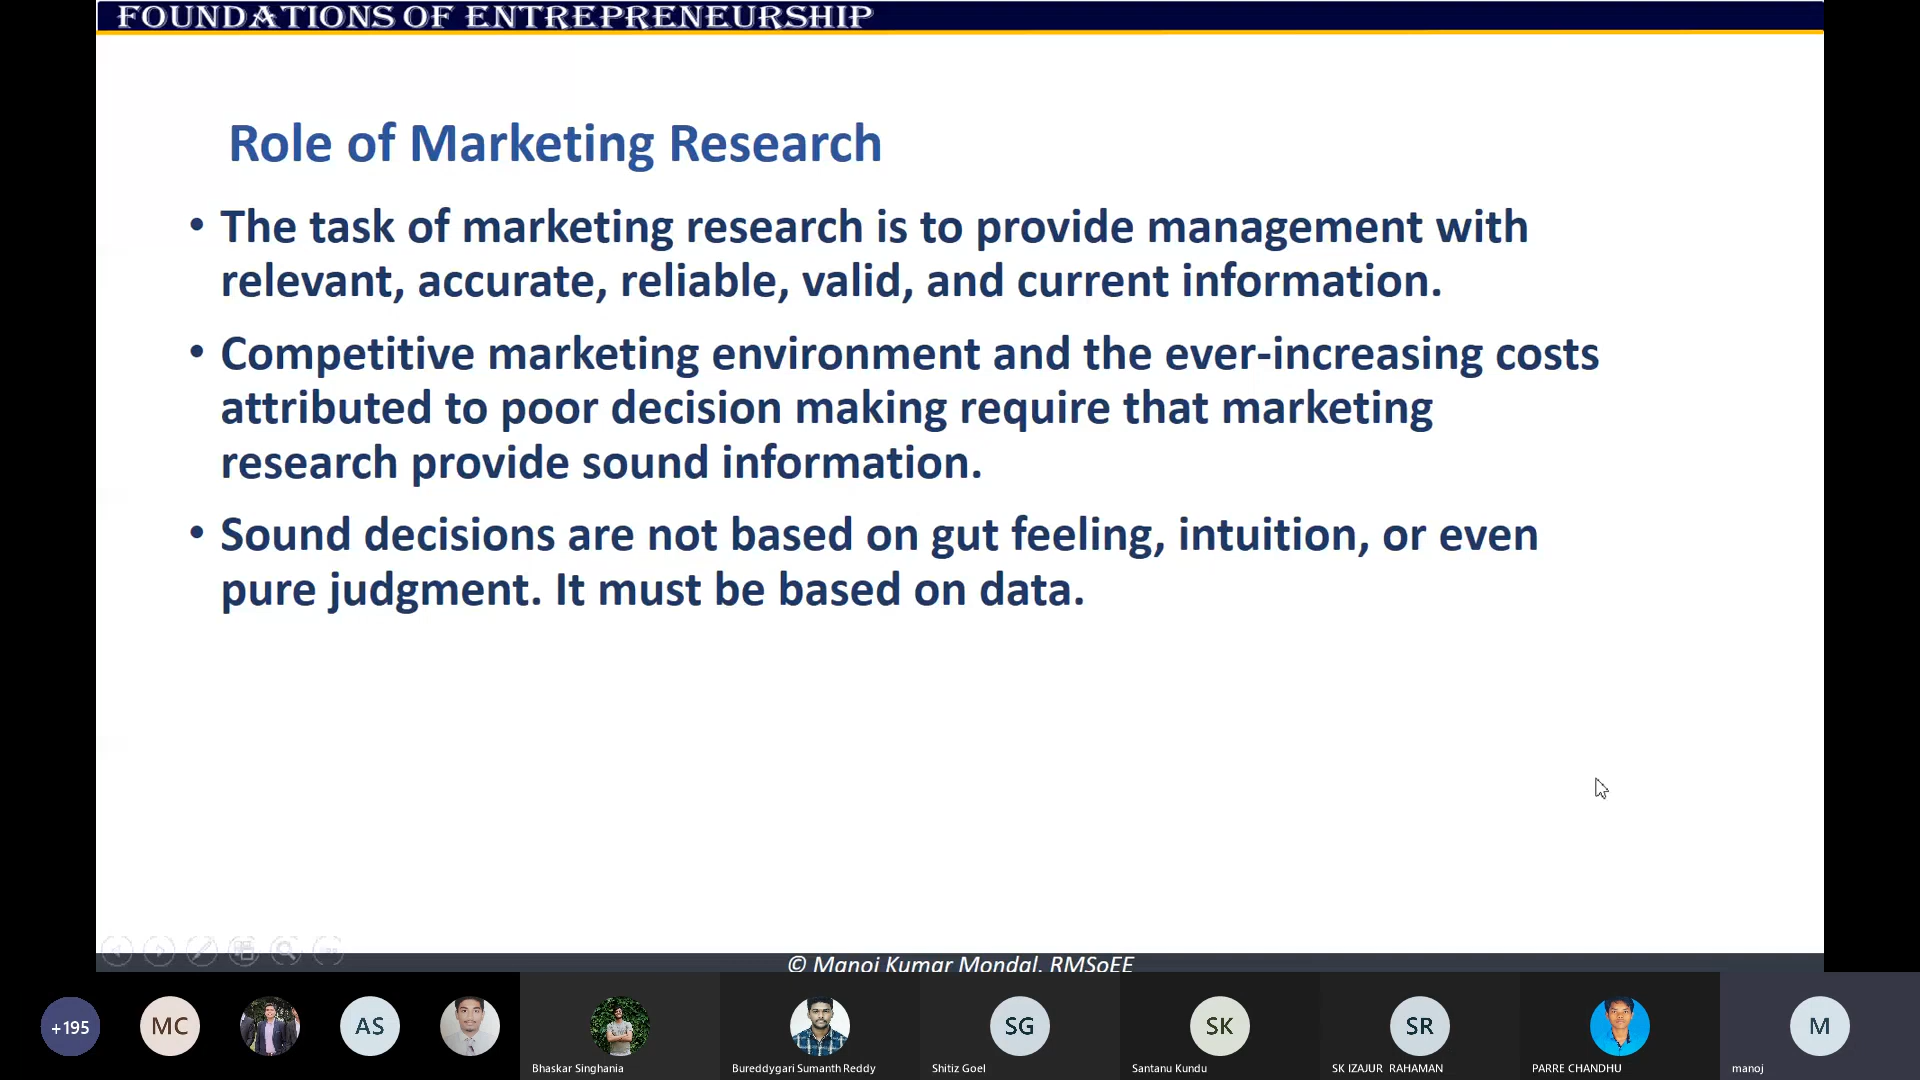 FOUNDATIONS OF ENTREPRENEURSHIP
Role of Marketing Research
• The task of marketing research is to provide management with
relevant, accurate, reliable, valid, and current information.
• Competitive marketing environment and the ever-increasing costs
attributed to poor decision making require that marketing
research provide sound information.
• Sound decisions are not based on gut feeling, intuition, or even
pure judgment. It must be based on data.
© Manoj Kumar Mondal, RMSoEE
+195
MC
AS
SG
SK
SR
M
Bhaskar Singhania
Bureddygari Sumanth Reddy
Shitiz Goel
Santanu Kundu
SK IZAJUR RAHAMAN
PARRE CHANDHU
manoj